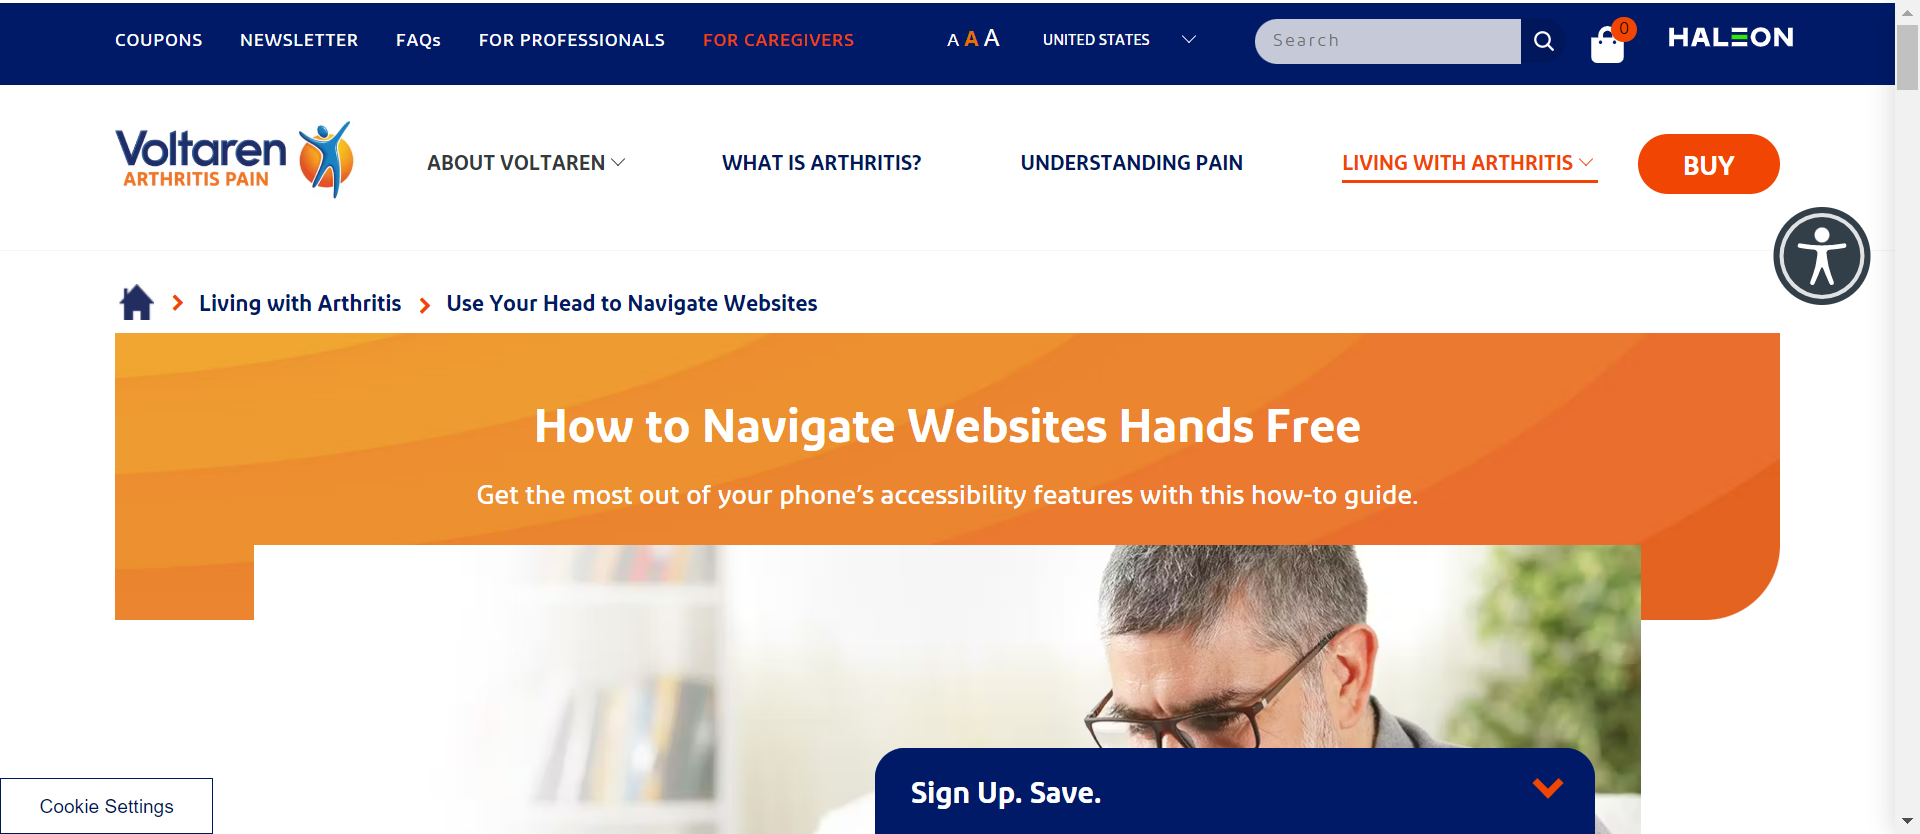 COUPONS NEWSLETTER FAQs FOR PROFESSIONALS FOR CAREGIVERS A A A UNITED STATES Search 0 HALEON
Voltaren
ARTHRITIS PAIN
ABOUT VOLTAREN WHAT IS ARTHRITIS? UNDERSTANDING PAIN LIVING WITH ARTHRITIS BUY
Living with Arthritis Use Your Head to Navigate Websites
How to Navigate Websites Hands Free
Get the most out of your phone’s accessibility features with this how-to guide.
Sign Up. Save.
Cookie Settings